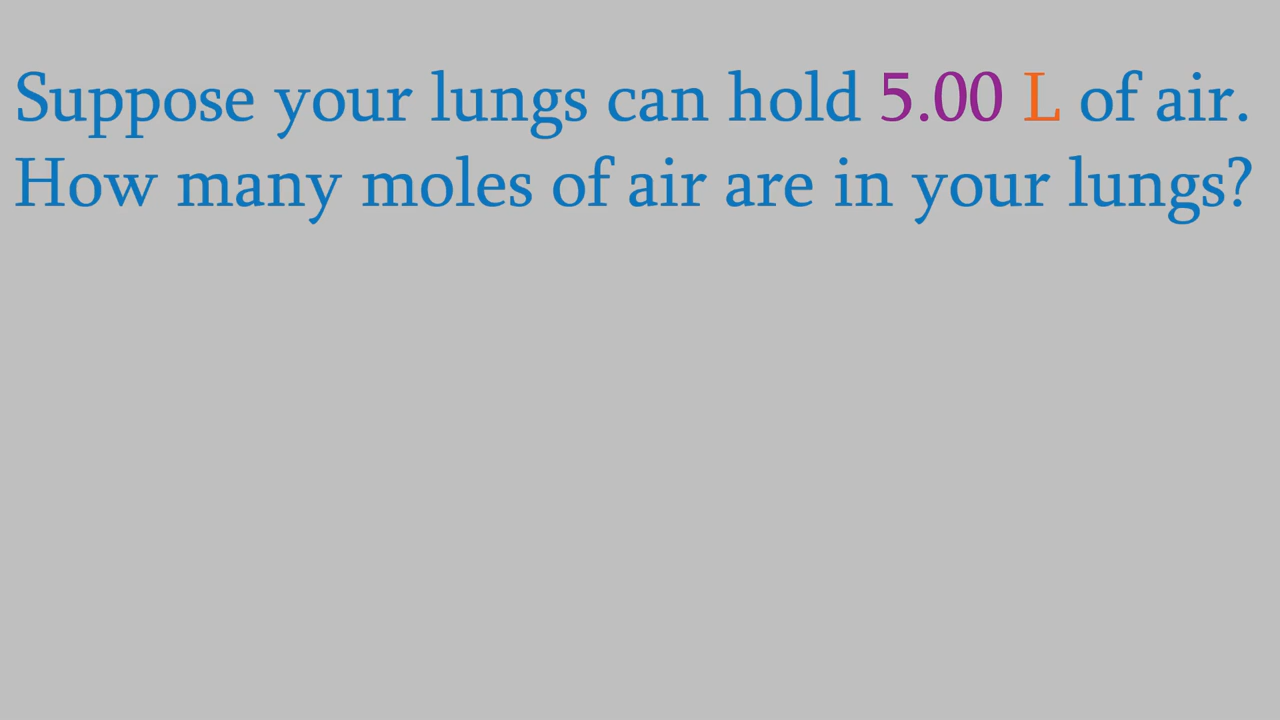 Suppose your lungs can hold 5.00 L of air.
How many moles of air are in your lungs?